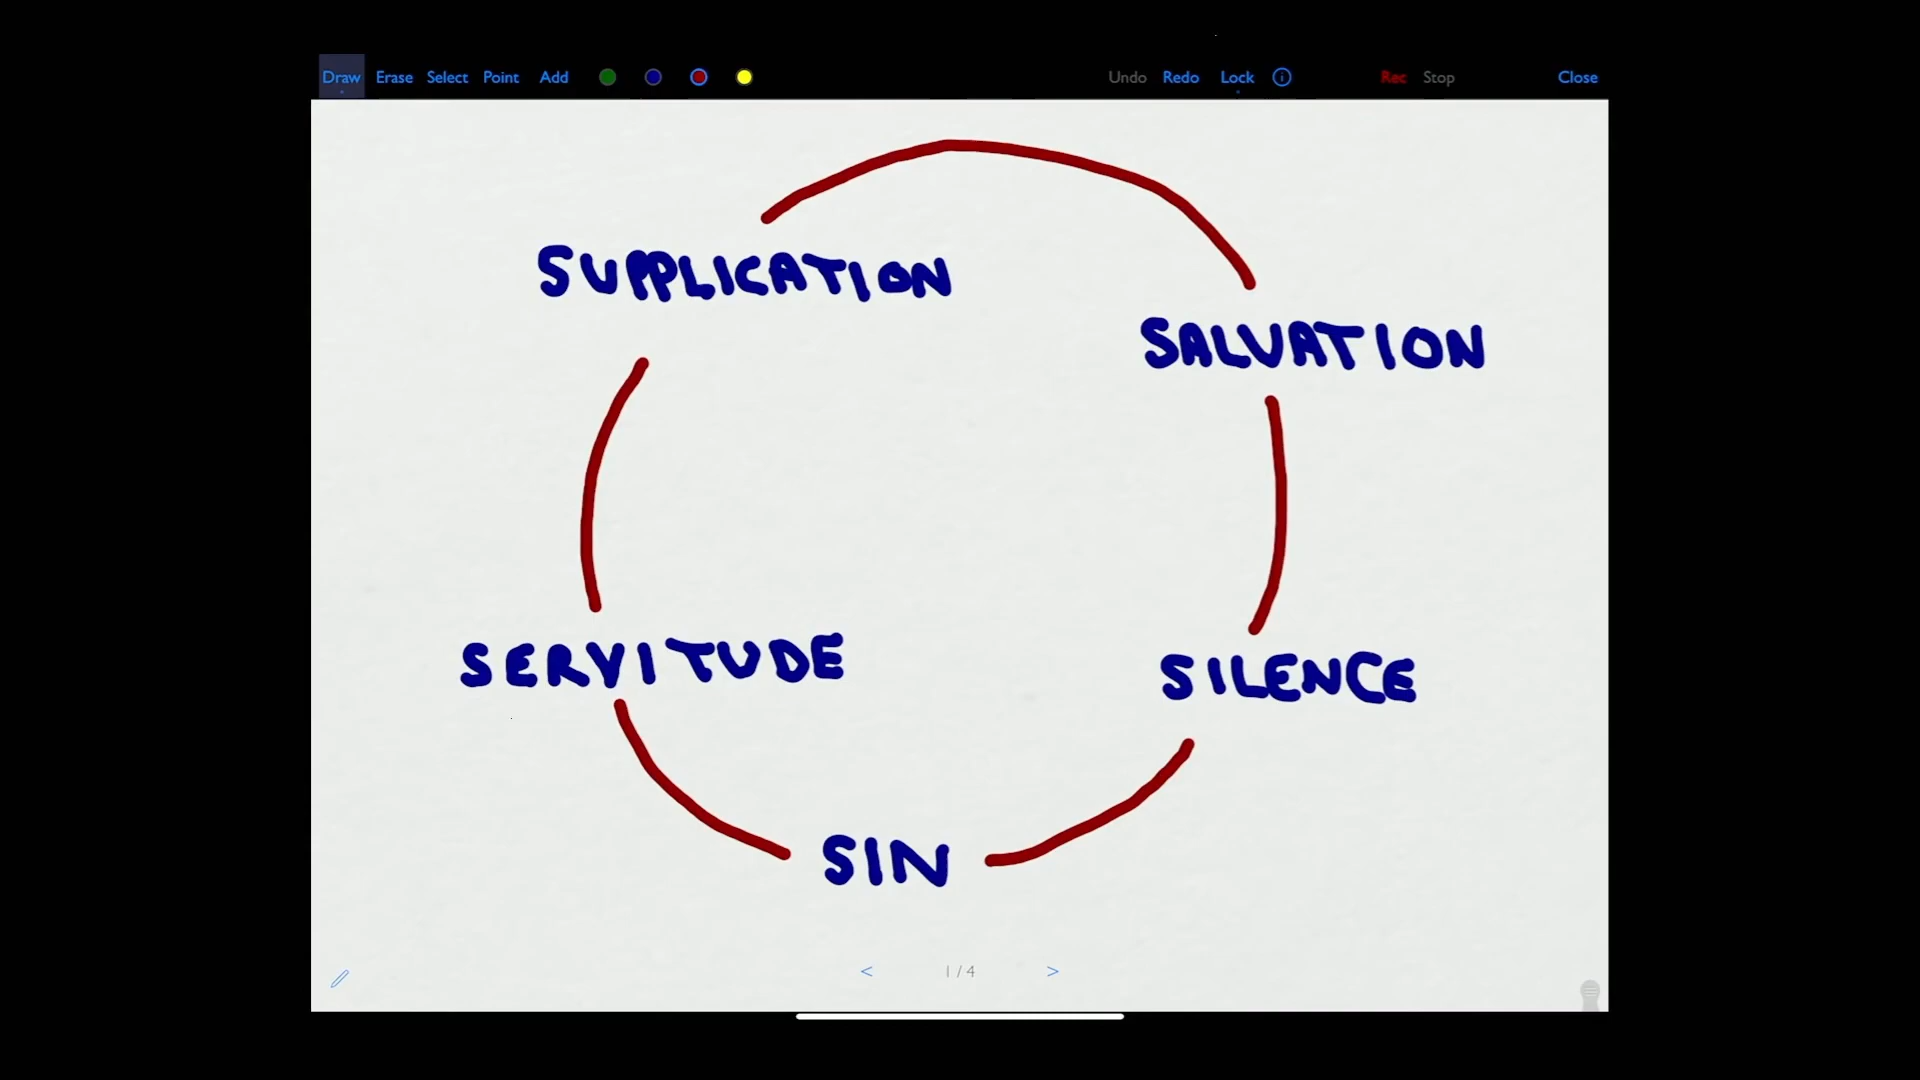 Draw Erase Select Point Add Undo Redo Lock Rec Stop Close
SUPPLICATION
SALVATION
SERVITUDE
SILENCE
SIN
< 1 / 4 >